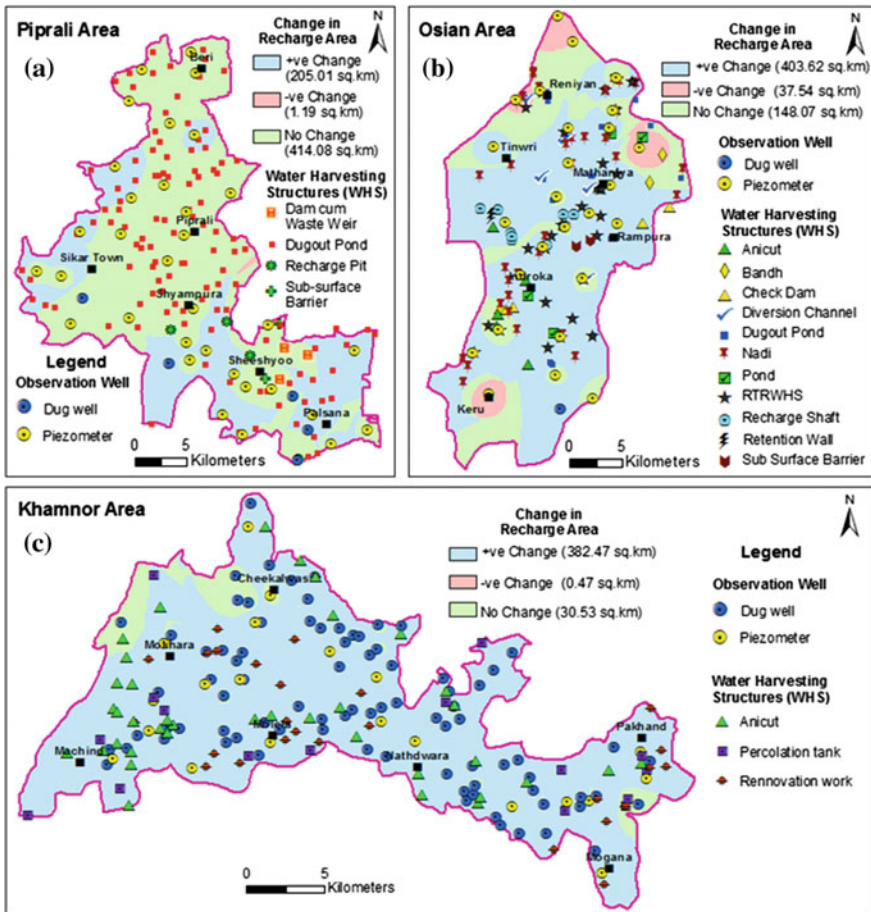 Piprali Area
(a)
N
Change in
Recharge Area
+ve Change
(205.01 sq.km)
-ve Change
(1.19 sq.km)
No Change
(414.08 sq.km)
Water Harvesting
Structures (WHS)
Dam cum
Waste Weir
Dugout Pond
Recharge Pit
Sub-surface
Barrier
Beri
Piprali
Sikar Town
Shyampura
Sheeshyoo
Palsana
Legend
Observation Well
Dug well
Piezometer
0 5
Kilometers
Osian Area
(b)
N
Change in
Recharge Area
+ve Change (403.62 sq.km)
-ve Change (37.54 sq.km)
No Change (148.07 sq.km)
Observation Well
Dug well
Piezometer
Water Harvesting
Structures (WHS)
Anicut
Bandh
Check Dam
Diversion Channel
Dugout Pond
Nadi
Pond
RTRWHS
Recharge Shaft
Retention Wall
Sub Surface Barrier
Reniyan
Tinwri
Mathaniya
Rampura
Keru
0 5
Kilometers
Khamnor Area
(c)
N
Change in
Recharge Area
+ve Change (382.47 sq.km)
-ve Change (0.47 sq.km)
No Change (30.53 sq.km)
Legend
Observation Well
Dug well
Piezometer
Water Harvesting
Structures (WHS)
Anicut
Percolation tank
Rennovation work
Cheekalwas
Mokhara
Machind
Nathdwara
Pakhand
Mogana
0 5
Kilometers